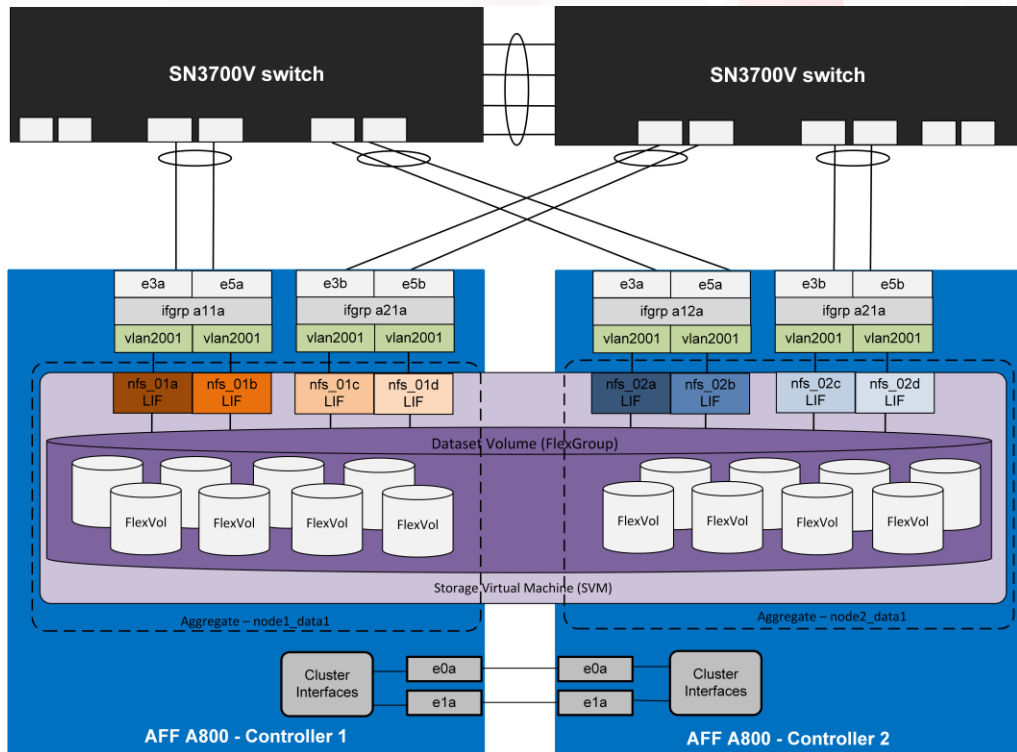 SN3700V switch
SN3700V switch
e3a
e5a
e3b
e5b
e3a
e5a
e3b
e5b
ifgrp a11a
ifgrp a21a
ifgrp a12a
ifgrp a21a
vlan2001
vlan2001
vlan2001
vlan2001
vlan2001
vlan2001
vlan2001
vlan2001
nfs_01a
LIF
nfs_01b
LIF
nfs_01c
LIF
nfs_01d
LIF
nfs_02a
LIF
nfs_02b
LIF
nfs_02c
LIF
nfs_02d
LIF
Dataset Volume (FlexGroup)
FlexVol
FlexVol
FlexVol
FlexVol
FlexVol
FlexVol
FlexVol
FlexVol
Storage Virtual Machine (SVM)
Aggregate – node1_data1
Aggregate – node2_data1
Cluster
Interfaces
e0a
e1a
e0a
e1a
Cluster
Interfaces
AFF A800 - Controller 1
AFF A800 - Controller 2